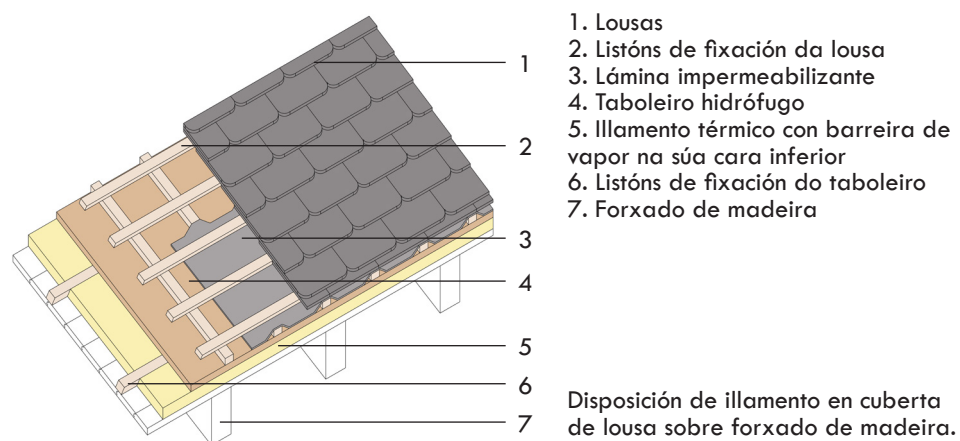 1
2
3
4
5
6
7
1. Lousas
2. Listóns de fixación da lousa
3. Lámina impermeabilizante
4. Taboleiro hidrófugo
5. Illamento térmico con barreira de
vapor na súa cara inferior
6. Listóns de fixación do taboleiro
7. Forxado de madeira
Disposición de illamento en cuberta
de lousa sobre forxado de madeira.